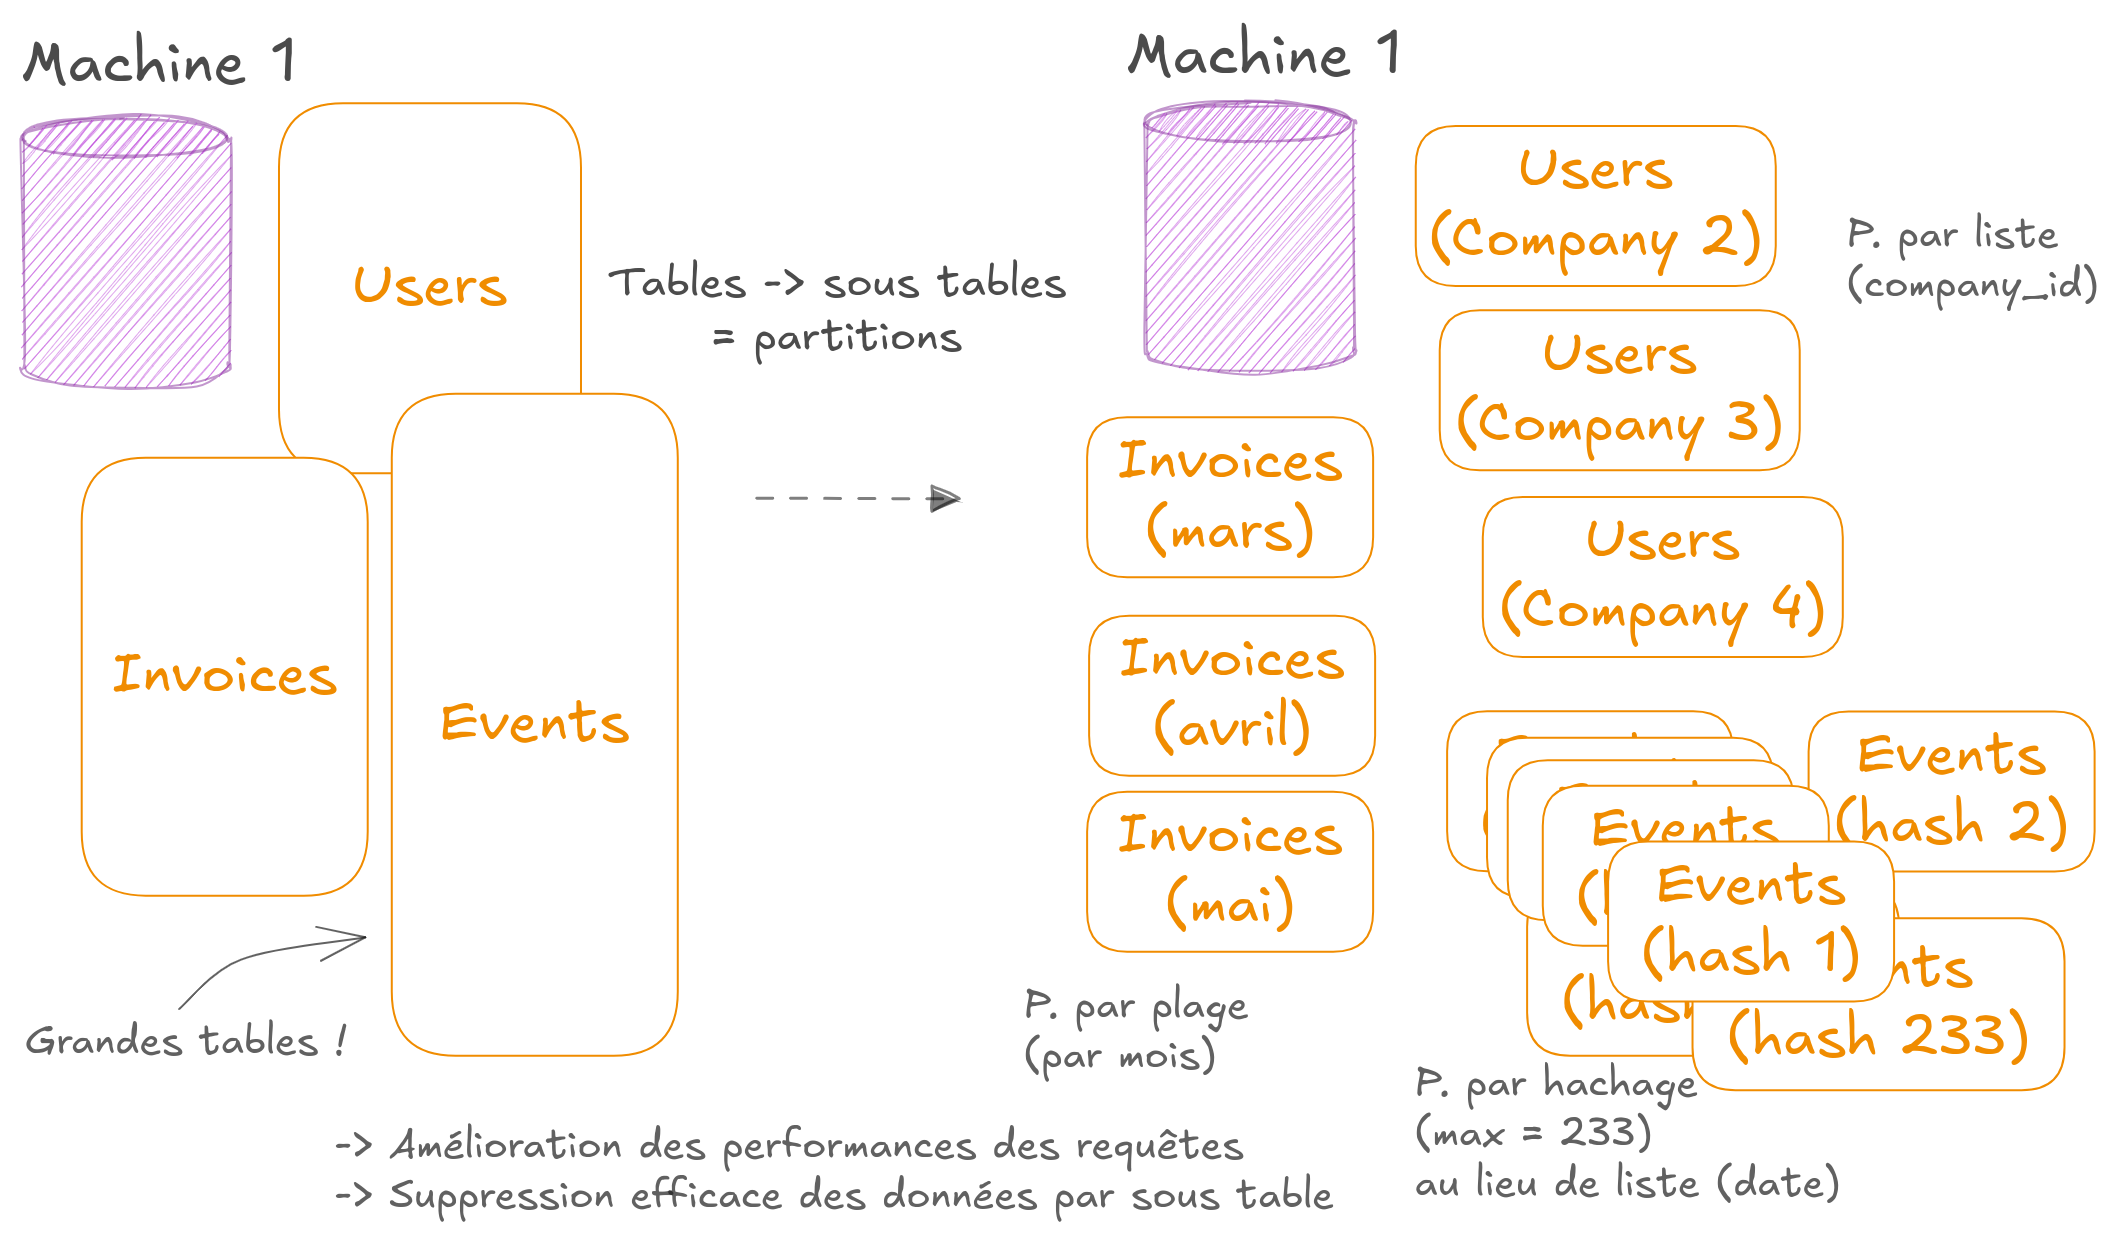 Machine 1
Users
Invoices
Events
Grandes tables !
Tables -> sous tables
= partitions
Machine 1
Users
(Company 2)
Users
(Company 3)
Users
(Company 4)
P. par liste
(company_id)
Invoices
(mars)
Invoices
(avril)
Invoices
(mai)
P. par plage
(par mois)
Events
(hash 2)
Events
Events
(hash 1)
(hash 233)
P. par hachage
(max = 233)
au lieu de liste (date)
-> Amélioration des performances des requêtes
-> Suppression efficace des données par sous table